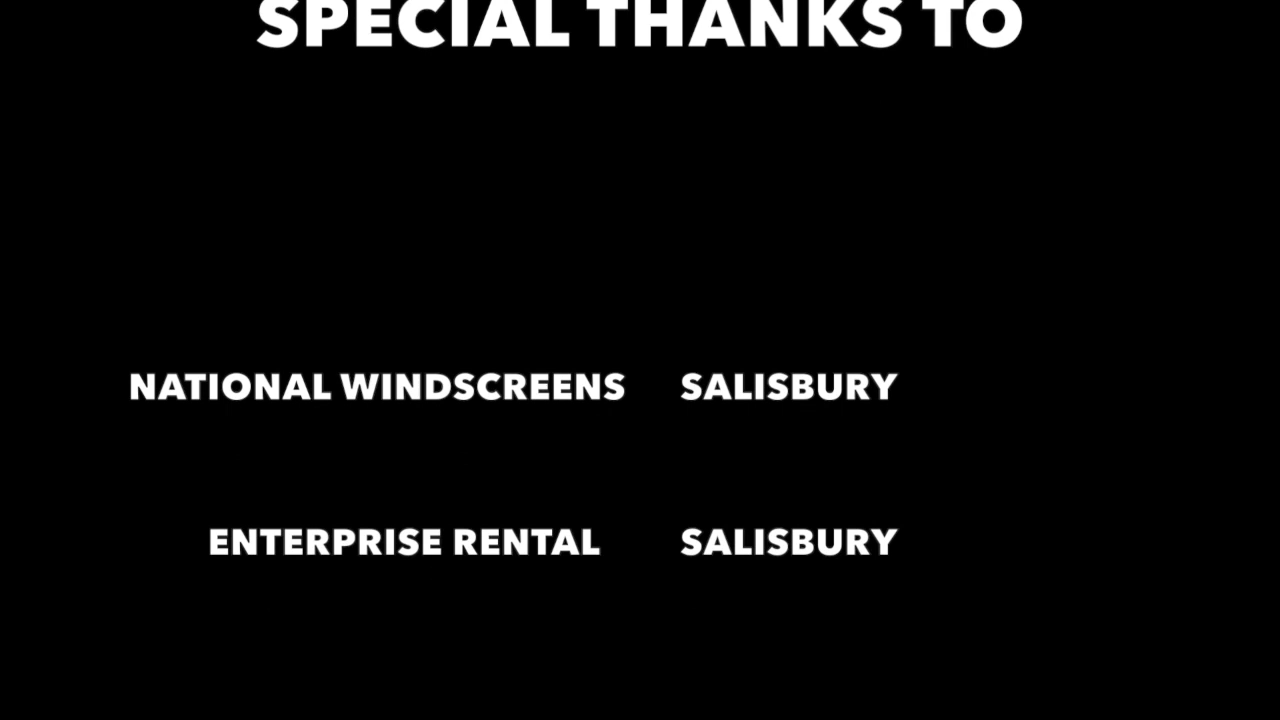 SPECIAL THANKS TO
NATIONAL WINDSCREENS SALISBURY
ENTERPRISE RENTAL SALISBURY